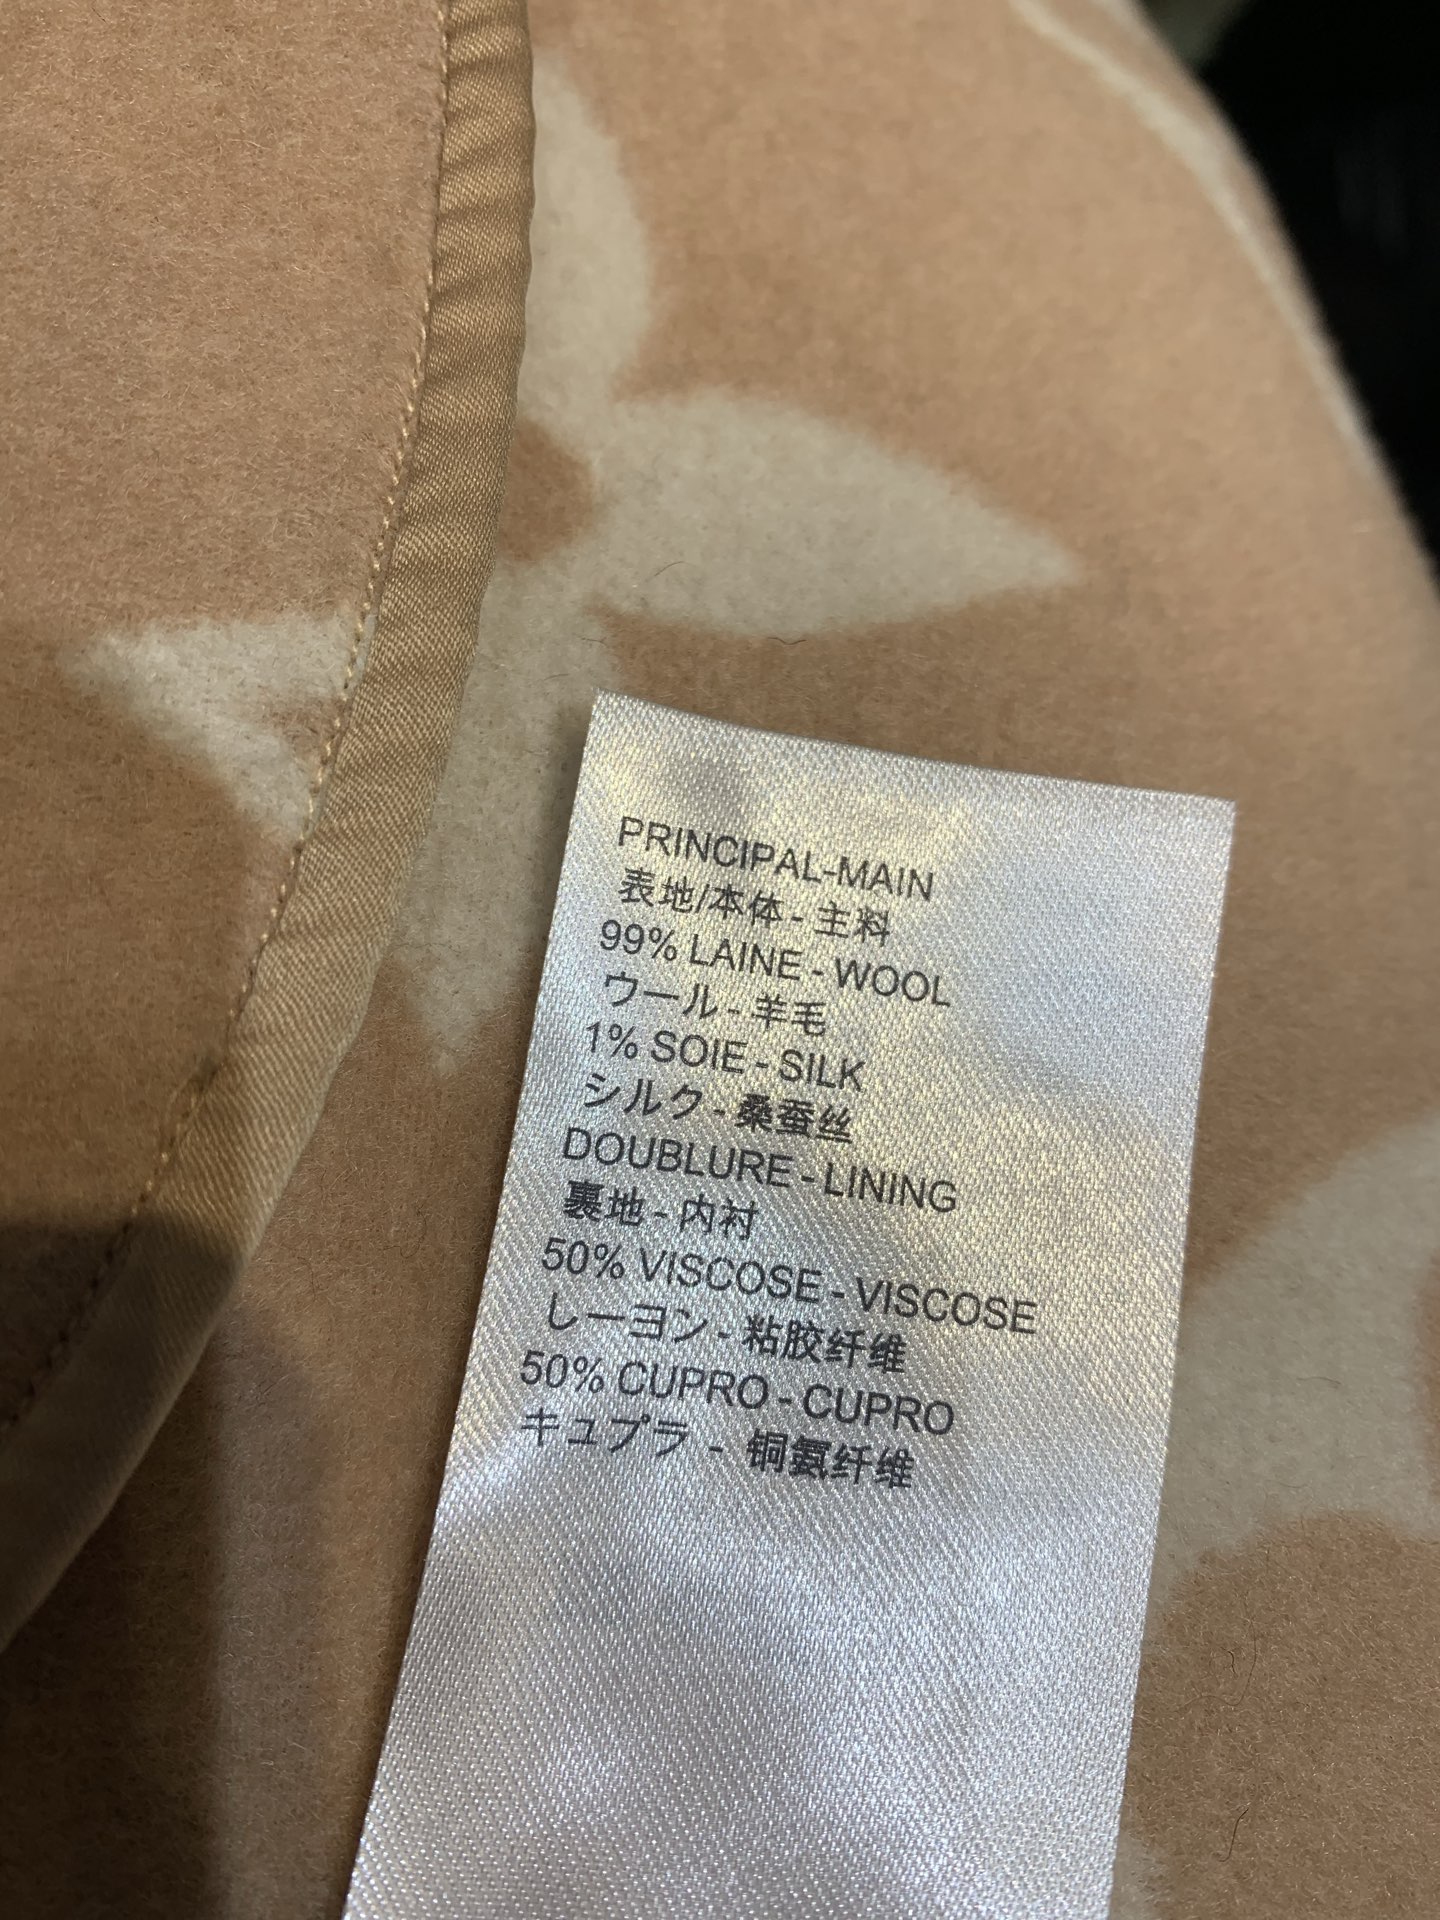 PRINCIPAL-MAIN
表地/本体 - 主料
99% LAINE - WOOL
ウール - 羊毛
1% SOIE - SILK
シルク - 桑蚕丝
DOUBLURE - LINING
裏地 - 内衬
50% VISCOSE - VISCOSE
しーヨン - 粘胶纤维
50% CUPRO - CUPRO
キュプラ - 铜氨纤维